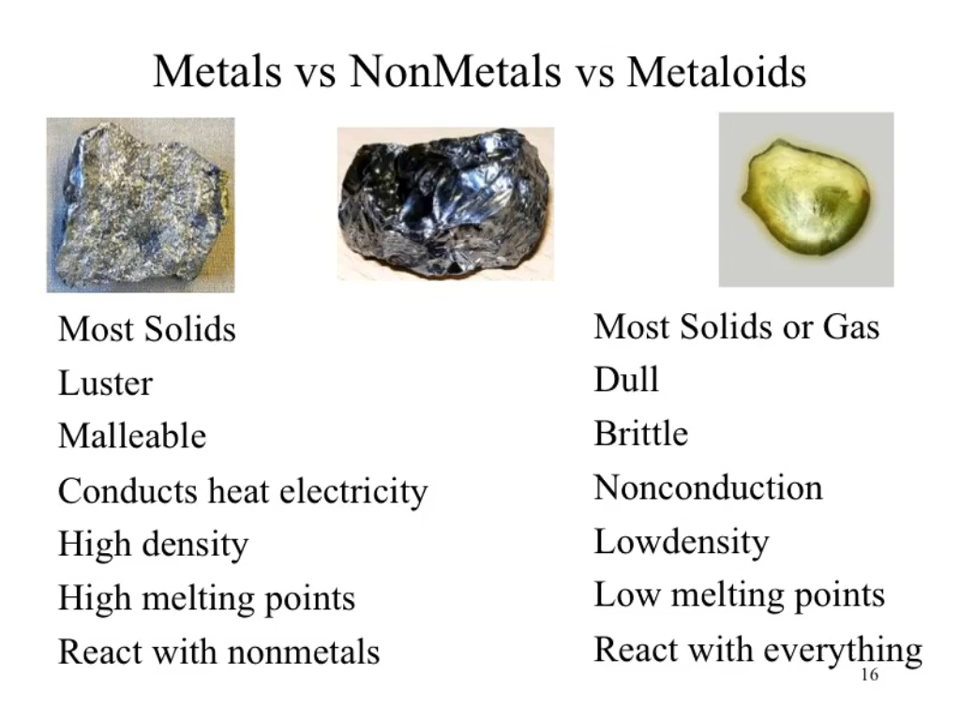 Metals vs NonMetals vs Metaloids
Most Solids
Luster
Malleable
Conducts heat electricity
High density
High melting points
React with nonmetals
Most Solids or Gas
Dull
Brittle
Nonconduction
Lowdensity
Low melting points
React with everything
16